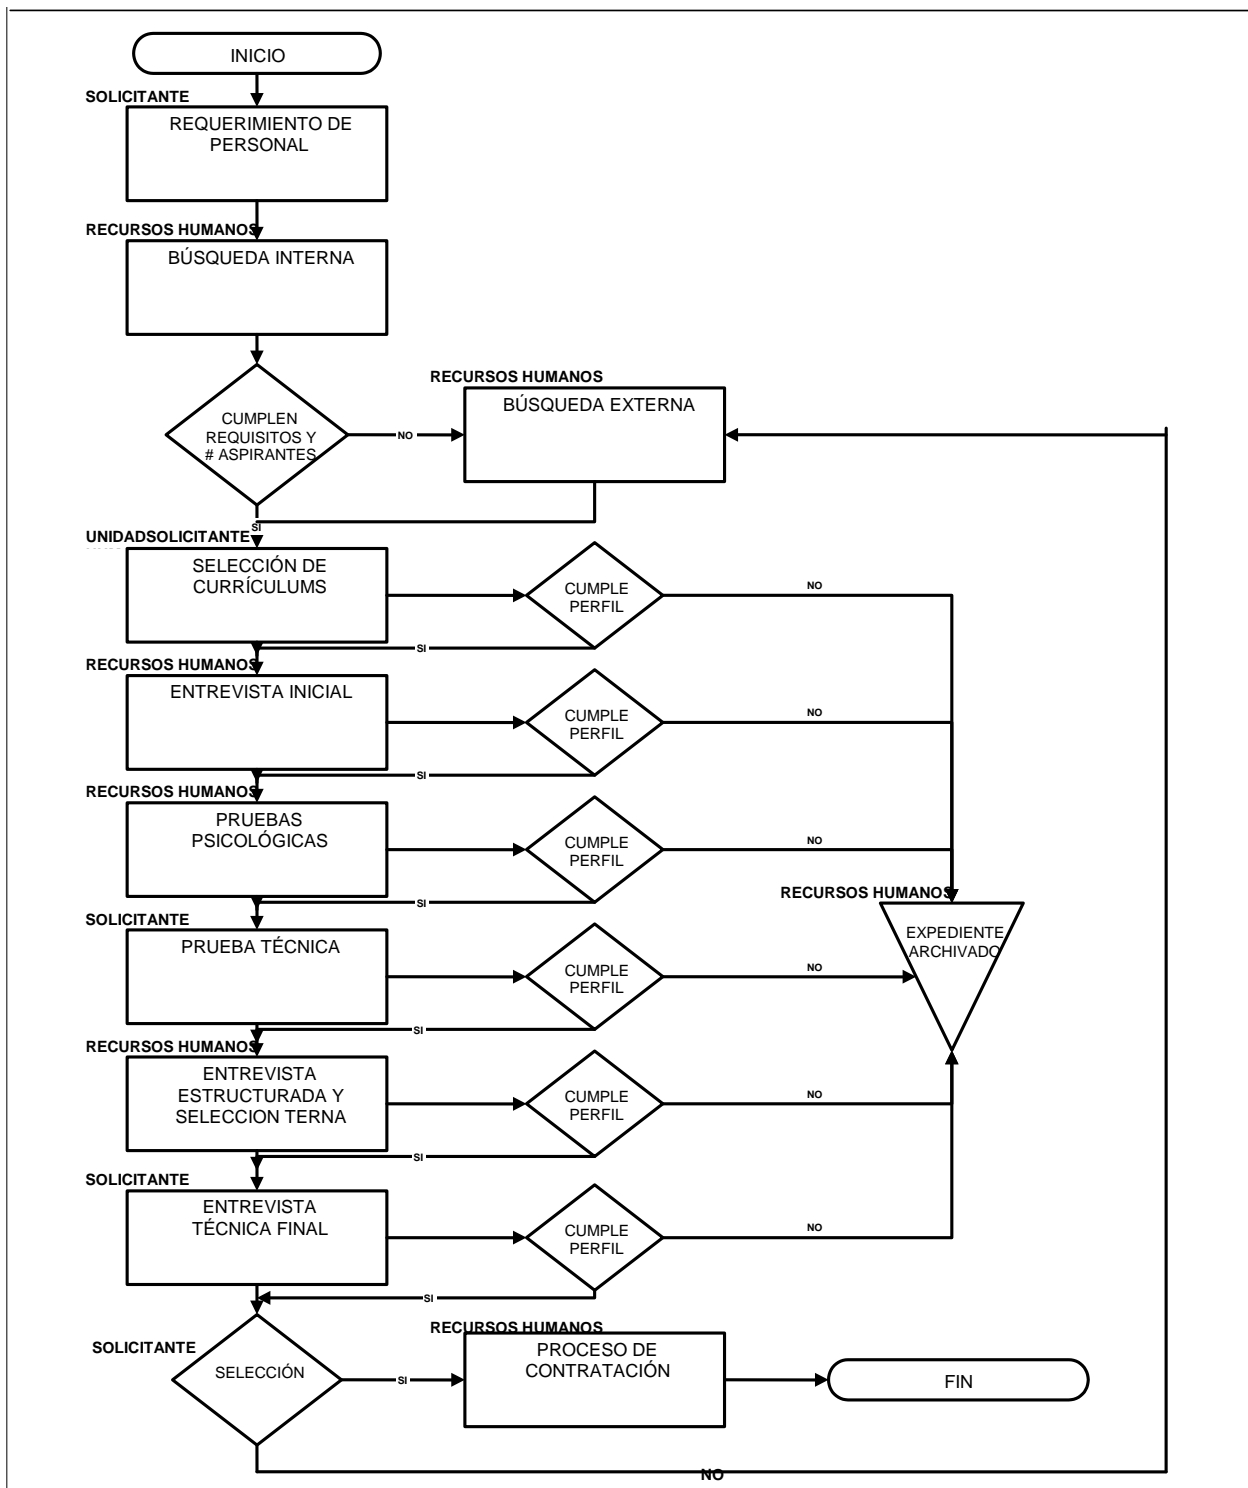 INICIO
SOLICITANTE
REQUERIMIENTO DE
PERSONAL
RECURSOS HUMANOS
BÚSQUEDA INTERNA
RECURSOS HUMANOS
BÚSQUEDA EXTERNA
CUMPLEN
REQUISITOS Y
# ASPIRANTES
NO
SI
UNIDADSOLICITANTE
SELECCIÓN DE
CURRÍCULUMS
CUMPLE
PERFIL
NO
SI
RECURSOS HUMANOS
ENTREVISTA INICIAL
CUMPLE
PERFIL
NO
SI
RECURSOS HUMANOS
PRUEBAS
PSICOLÓGICAS
CUMPLE
PERFIL
NO
SI
RECURSOS HUMANOS
EXPEDIENTE
ARCHIVADO
SOLICITANTE
PRUEBA TÉCNICA
CUMPLE
PERFIL
NO
SI
RECURSOS HUMANOS
ENTREVISTA
ESTRUCTURADA Y
SELECCION TERNA
CUMPLE
PERFIL
NO
SI
SOLICITANTE
ENTREVISTA
TÉCNICA FINAL
CUMPLE
PERFIL
NO
SI
SOLICITANTE
SELECCIÓN
SI
RECURSOS HUMANOS
PROCESO DE
CONTRATACIÓN
FIN
NO